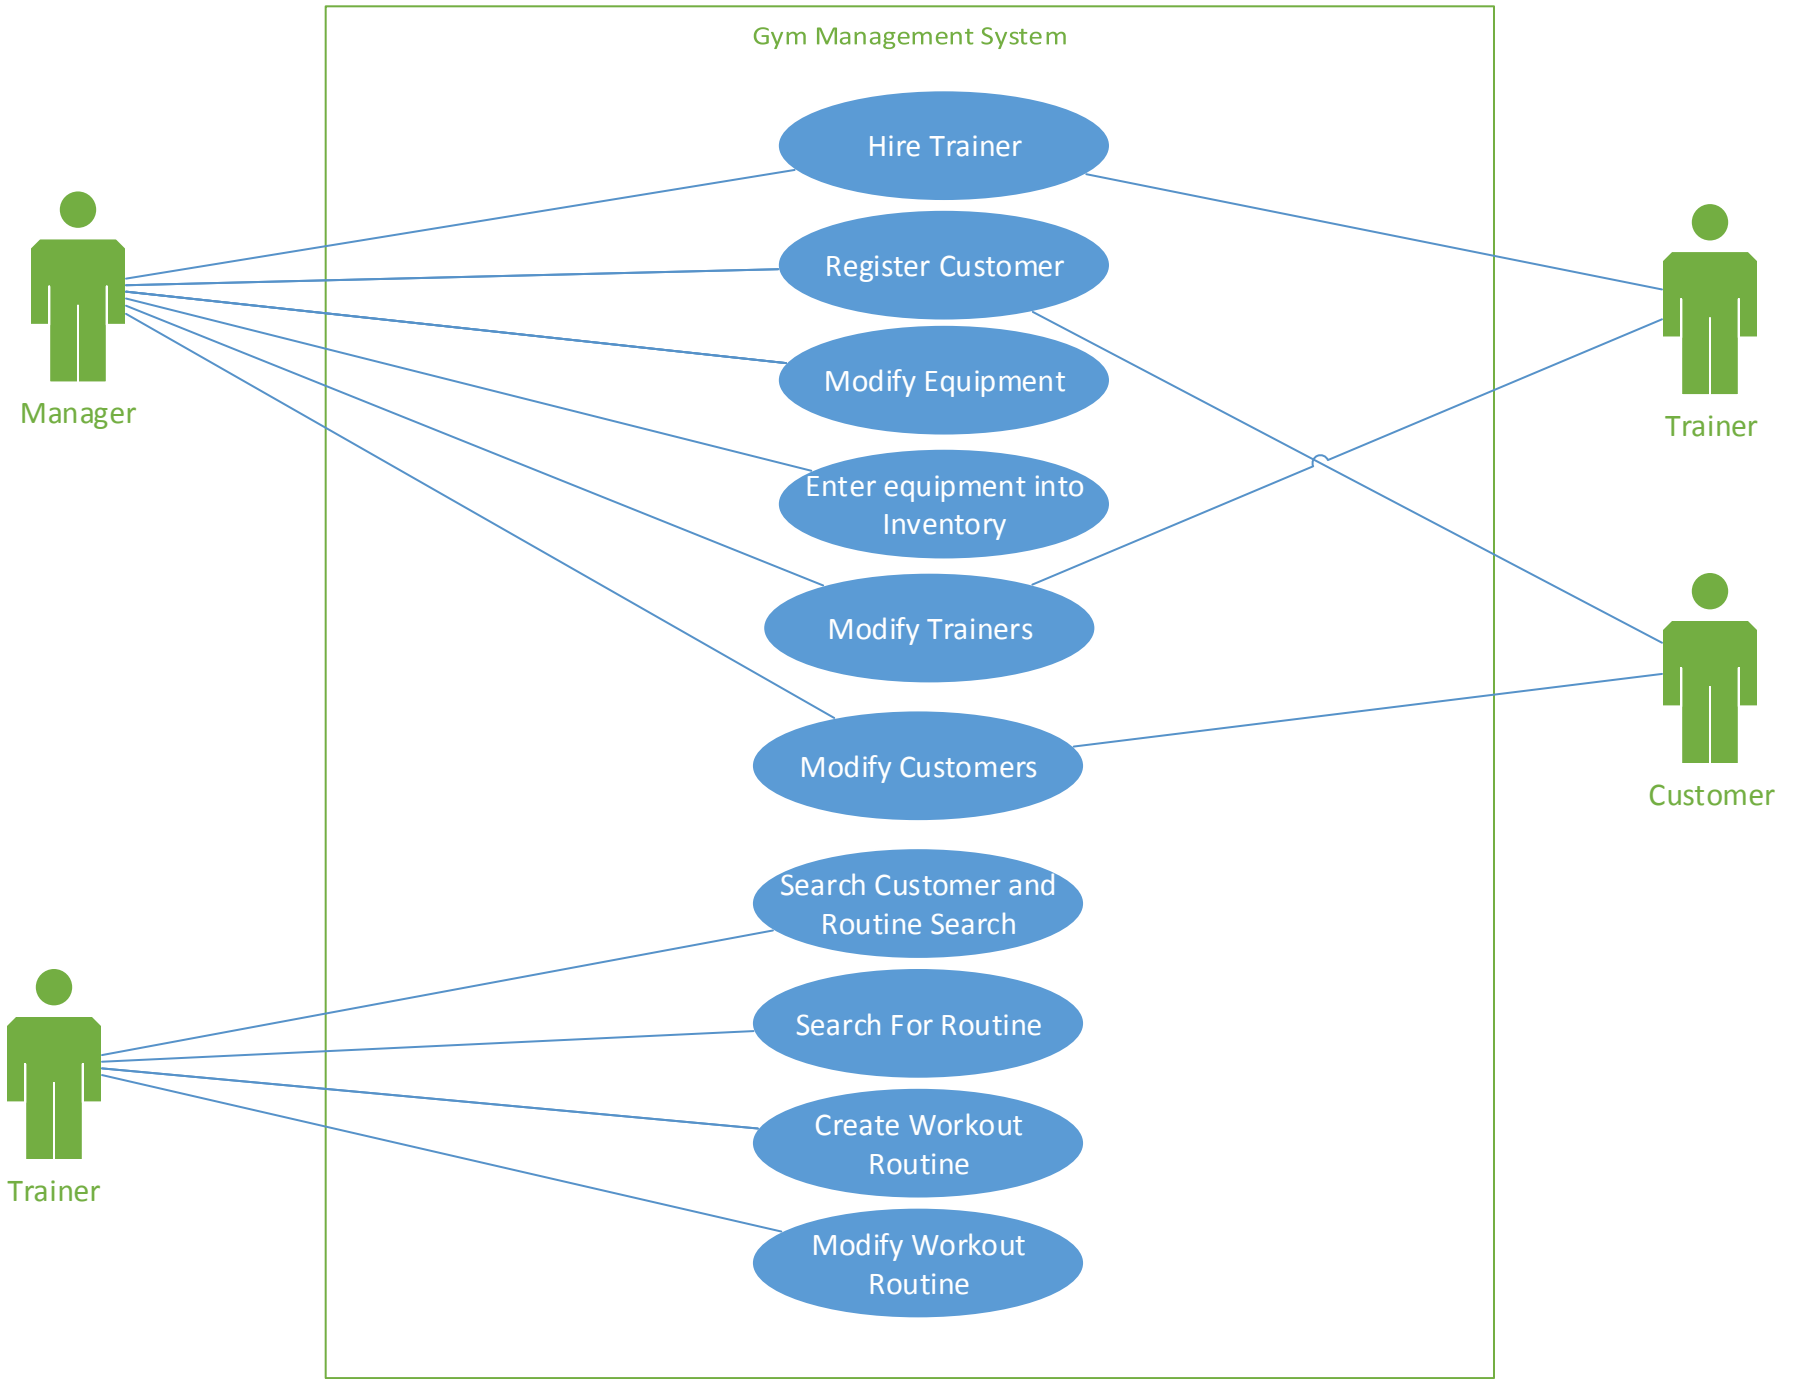 Gym Management System
Hire Trainer
Register Customer
Modify Equipment
Manager
Trainer
Enter equipment into
Inventory
Modify Trainers
Modify Customers
Customer
Search Customer and
Routine Search
Search For Routine
Create Workout
Routine
Trainer
Modify Workout
Routine